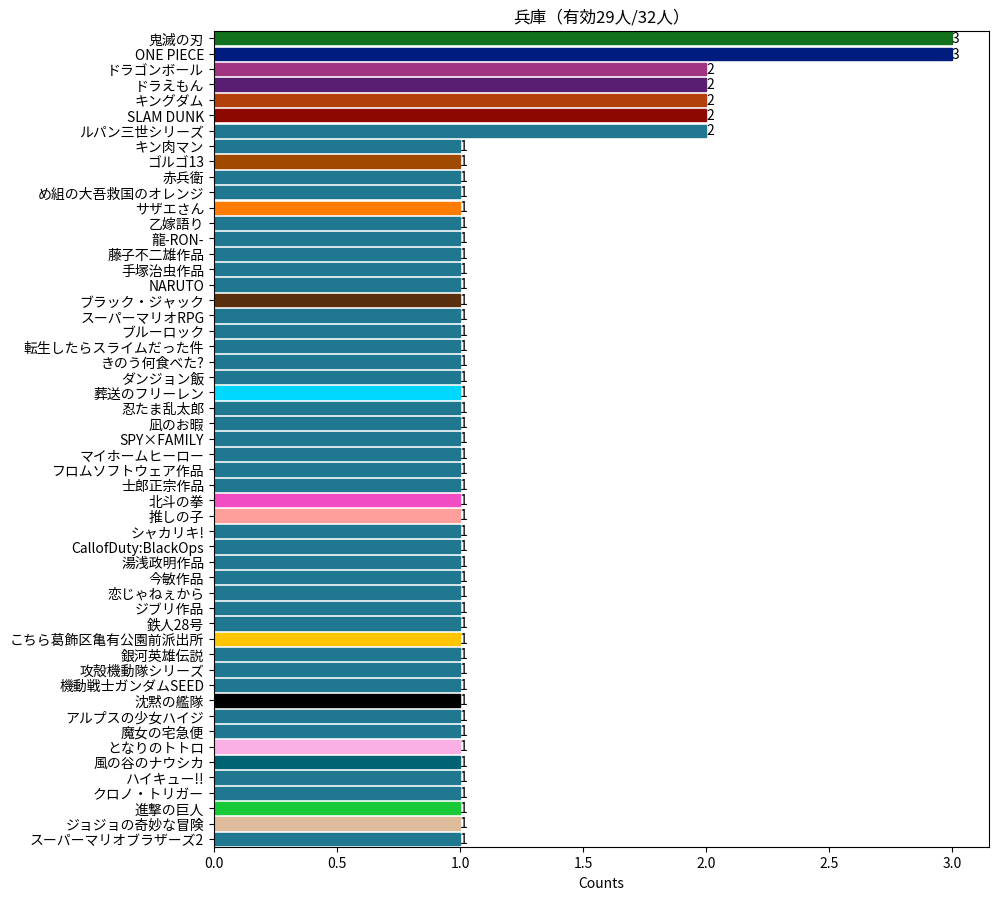 兵庫（有効29人/32人）
鬼滅の刃 3
ONE PIECE 3
ドラゴンボール 2
ドラえもん 2
キングダム 2
SLAM DUNK 2
ルパン三世シリーズ 2
キン肉マン 1
ゴルゴ13 1
赤兵衛 1
め組の大吾救国のオレンジ 1
サザエさん 1
乙嫁語り 1
龍-RON- 1
藤子不二雄作品 1
手塚治虫作品 1
NARUTO 1
ブラック・ジャック 1
スーパーマリオRPG 1
ブルーロック 1
転生したらスライムだった件 1
きのう何食べた? 1
ダンジョン飯 1
葬送のフリーレン 1
忍たま乱太郎 1
凪のお暇 1
SPY×FAMILY 1
マイホームヒーロー 1
フロムソフトウェア作品 1
士郎正宗作品 1
北斗の拳 1
推しの子 1
シャカリキ! 1
CallofDuty:BlackOps 1
湯浅政明作品 1
今敏作品 1
恋じゃねぇから 1
ジブリ作品 1
鉄人28号 1
こちら葛飾区亀有公園前派出所 1
銀河英雄伝説 1
攻殻機動隊シリーズ 1
機動戦士ガンダムSEED 1
沈黙の艦隊 1
アルプスの少女ハイジ 1
魔女の宅急便 1
となりのトトロ 1
風の谷のナウシカ 1
ハイキュー!! 1
クロノ・トリガー 1
進撃の巨人 1
ジョジョの奇妙な冒険 1
スーパーマリオブラザーズ2 1
0.0 0.5 1.0 1.5 2.0 2.5 3.0
Counts